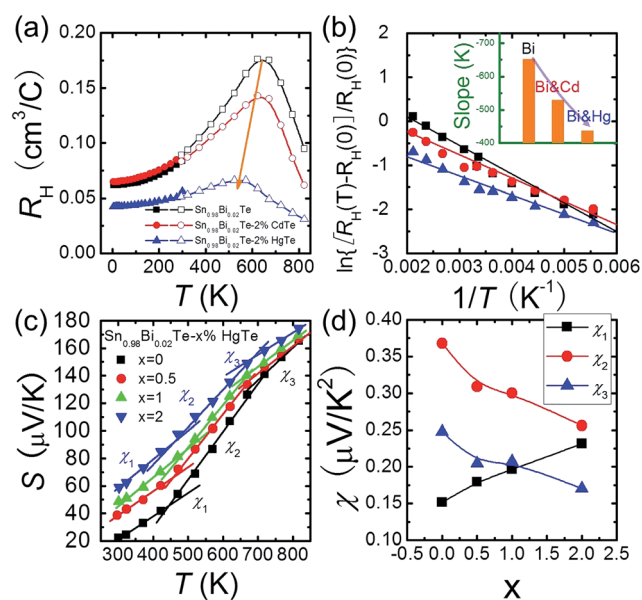 (a)
0.20
0.15
0.10
0.05
0.00
R_H (cm³/C)
0 200 400 600 800
T (K)
Sn₀.₉₈Bi₀.₀₂Te
Sn₀.₉₈Bi₀.₀₂Te-2% CdTe
Sn₀.₉₈Bi₀.₀₂Te-2% HgTe
(b)
3
2
1
0
-1
-2
-3
ln{[R_H(T)-R_H(0)]/R_H(0)}
0.002 0.003 0.004 0.005 0.006
1/T (K⁻¹)
Slope (K)
-700
-600
-500
-400
Bi
Bi&Cd
Bi&Hg
(c)
180
160
140
120
100
80
60
40
20
S (μV/K)
Sn₀.₉₈Bi₀.₀₂Te-x% HgTe
x=0
x=0.5
x=1
x=2
χ₁
χ₂
χ₃
χ₃
χ₂
χ₁
300 400 500 600 700 800
T (K)
(d)
0.40
0.35
0.30
0.25
0.20
0.15
0.10
χ (μV/K²)
χ₁
χ₂
χ₃
-0.5 0.0 0.5 1.0 1.5 2.0 2.5
x